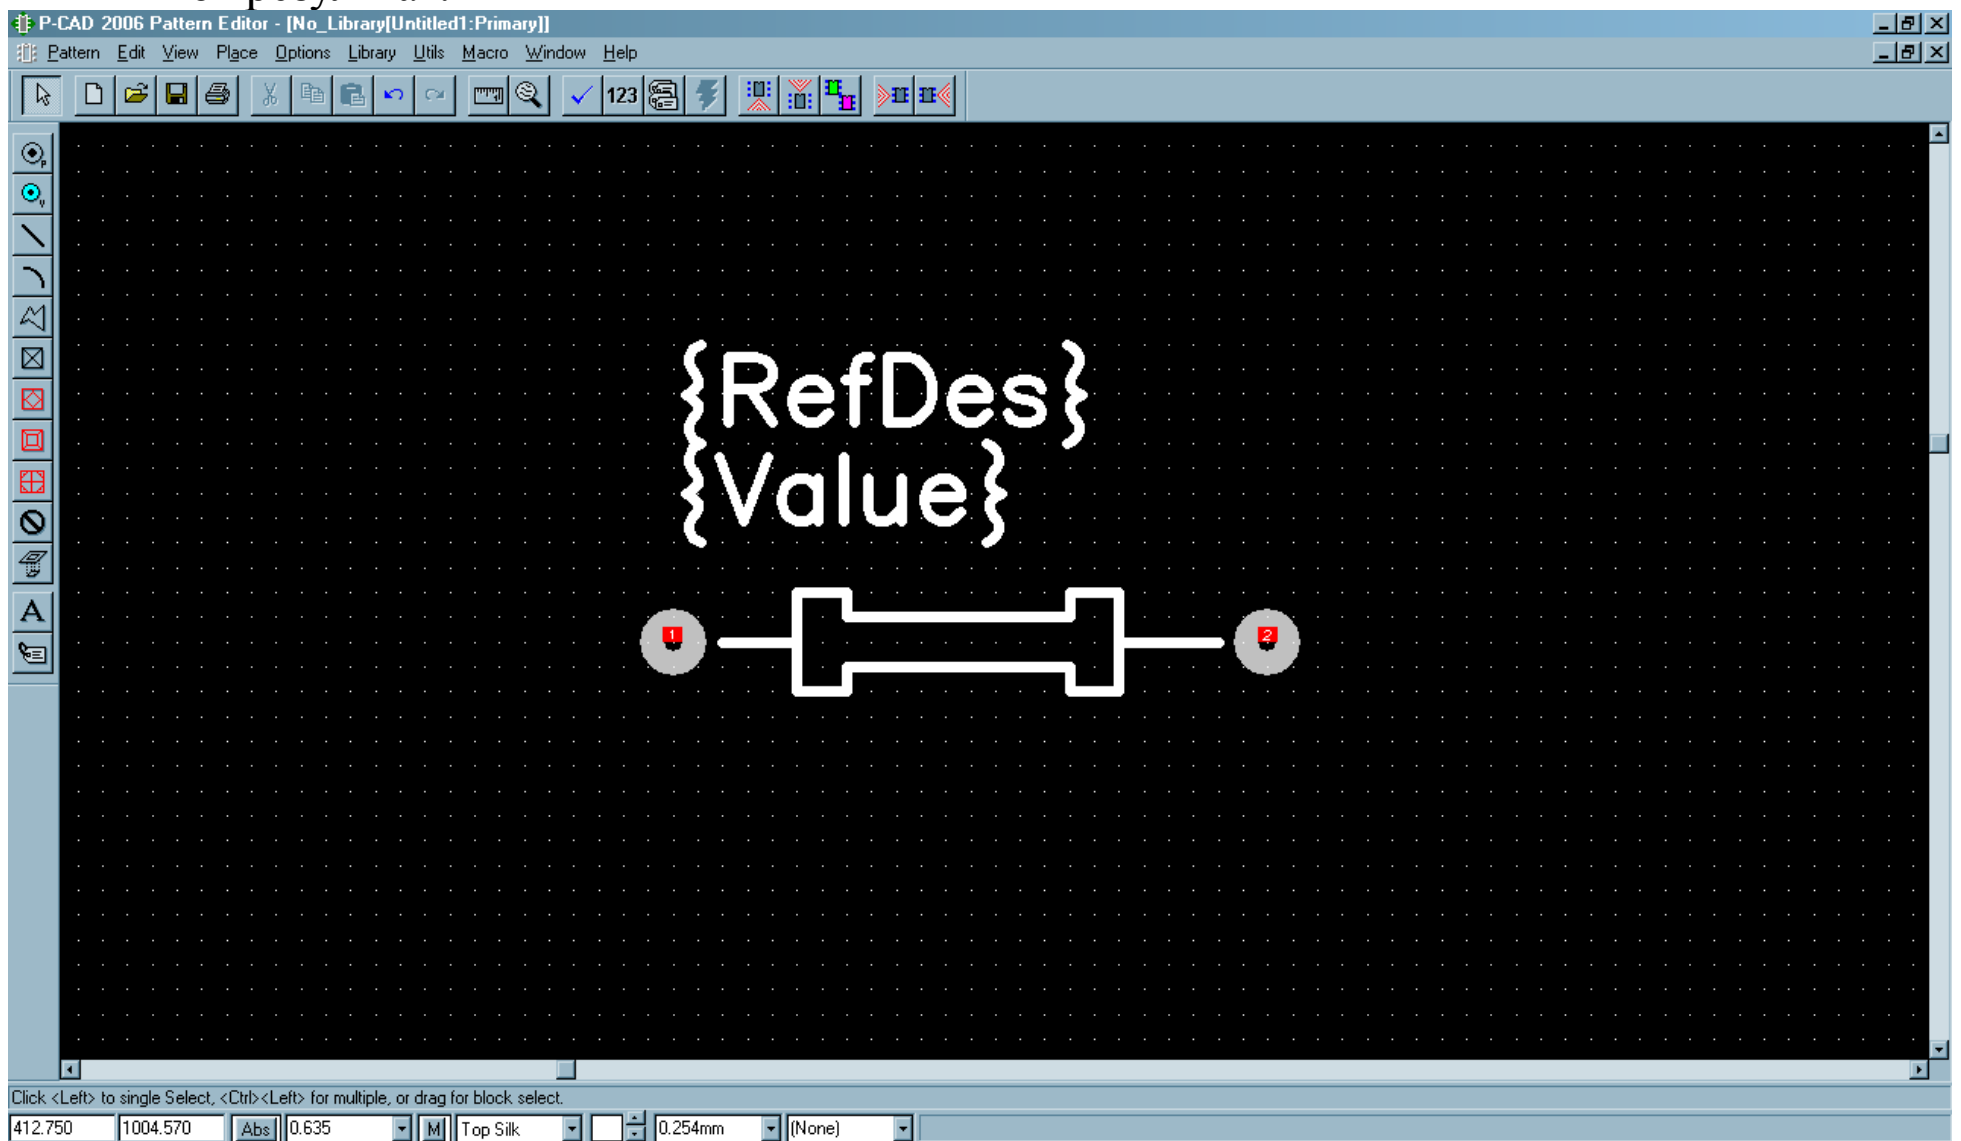 P-CAD 2006 Pattern Editor - [No_Library[Untitled1:Primary]]
Pattern Edit View Place Options Library Utils Macro Window Help
123
{RefDes}
{Value}
1 2
A
Click <Left> to single Select, <Ctrl><Left> for multiple, or drag for block select.
412.750 1004.570 Abs 0.635 M Top Silk 0.254mm (None)